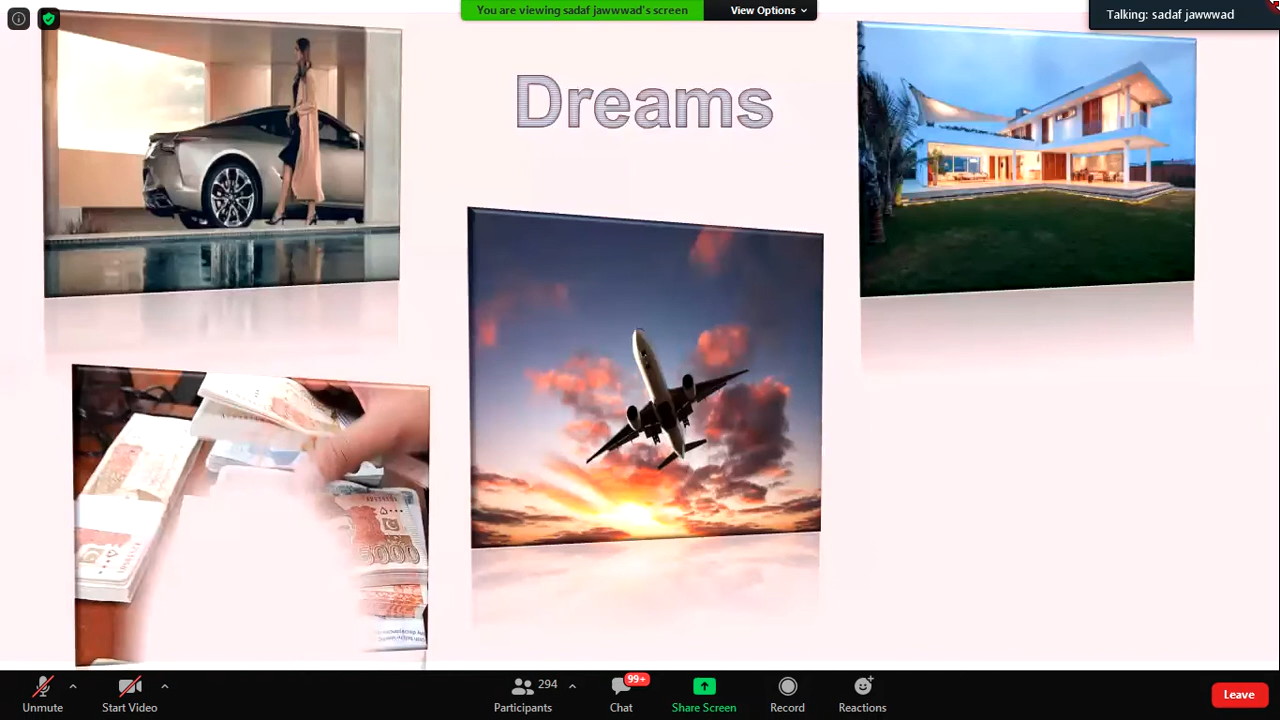 You are viewing sadaf jawwwad's screen
View Options
Talking: sadaf jawwwad
Dreams
5000
Unmute
Start Video
294
Participants
99+
Chat
Share Screen
Record
Reactions
Leave